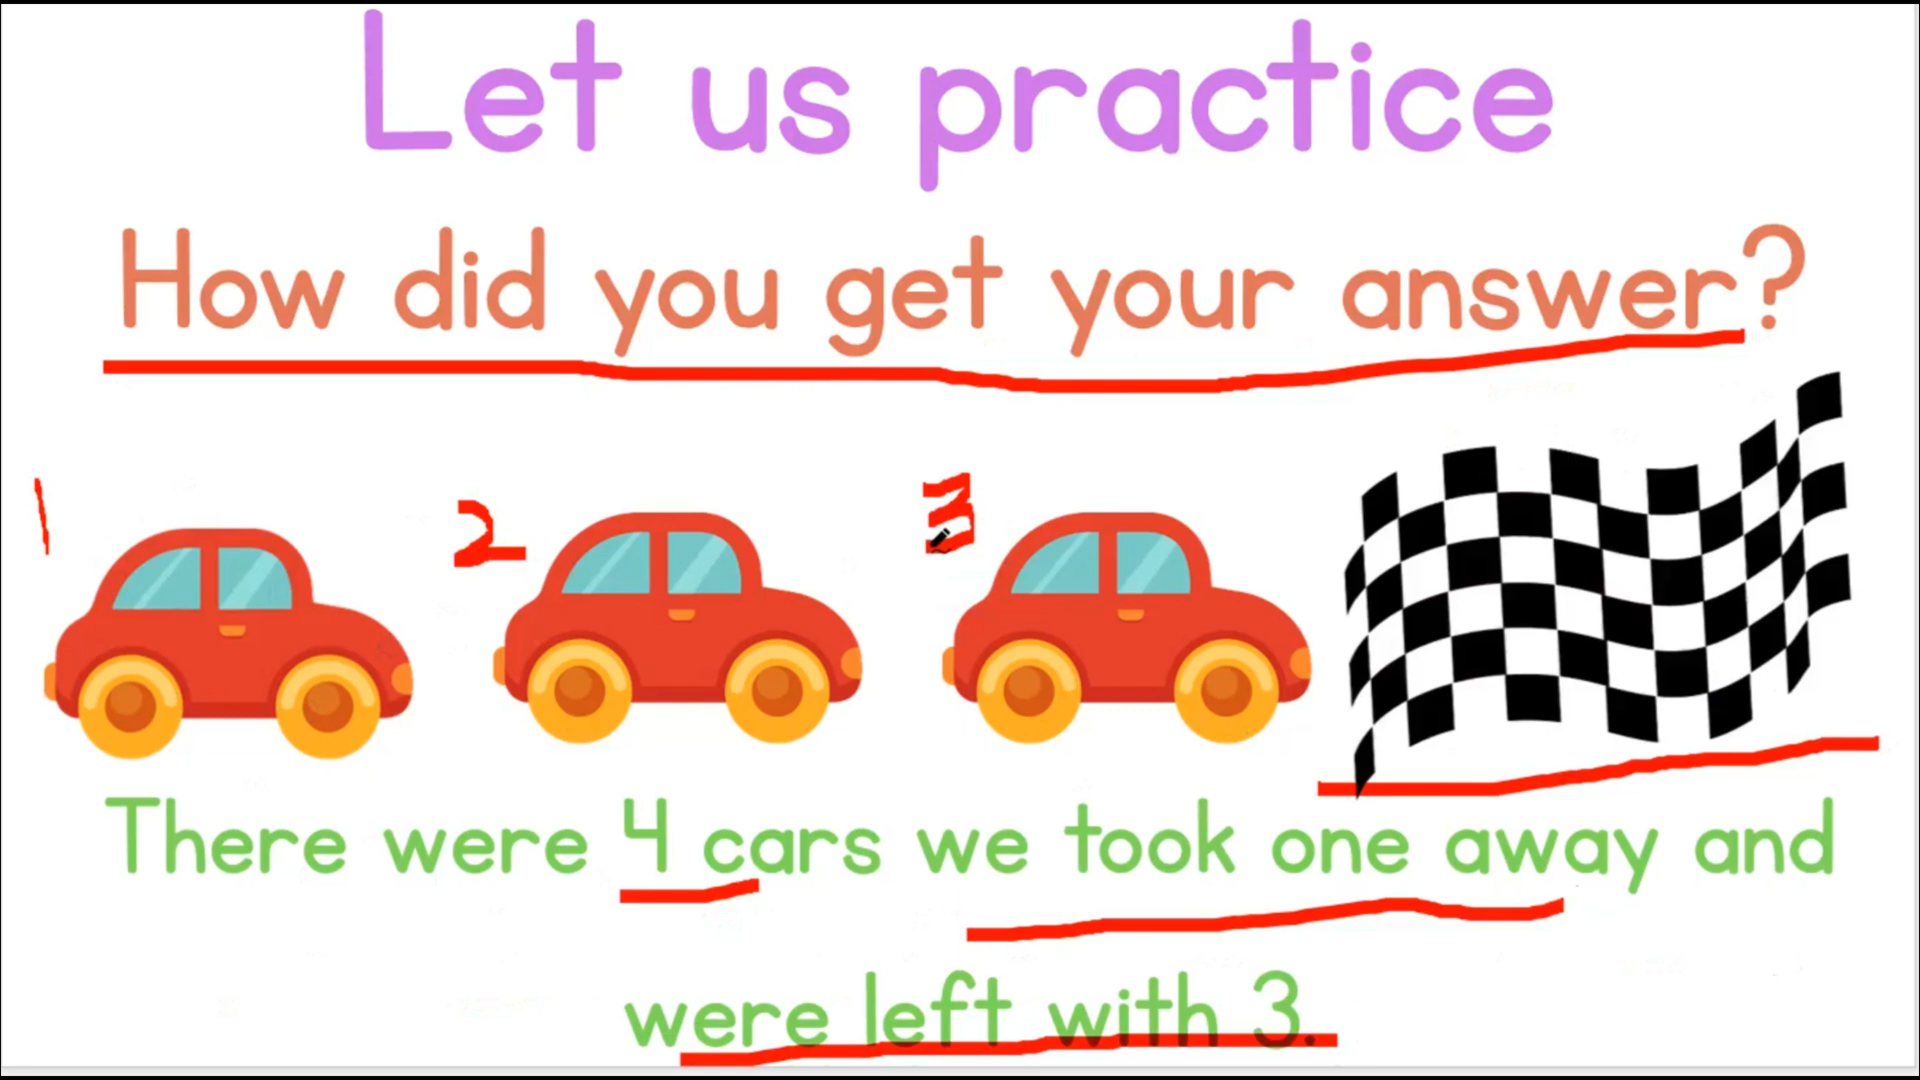 Let us practice
How did you get your answer?
1 2 3
There were 4 cars we took one away and
were left with 3.